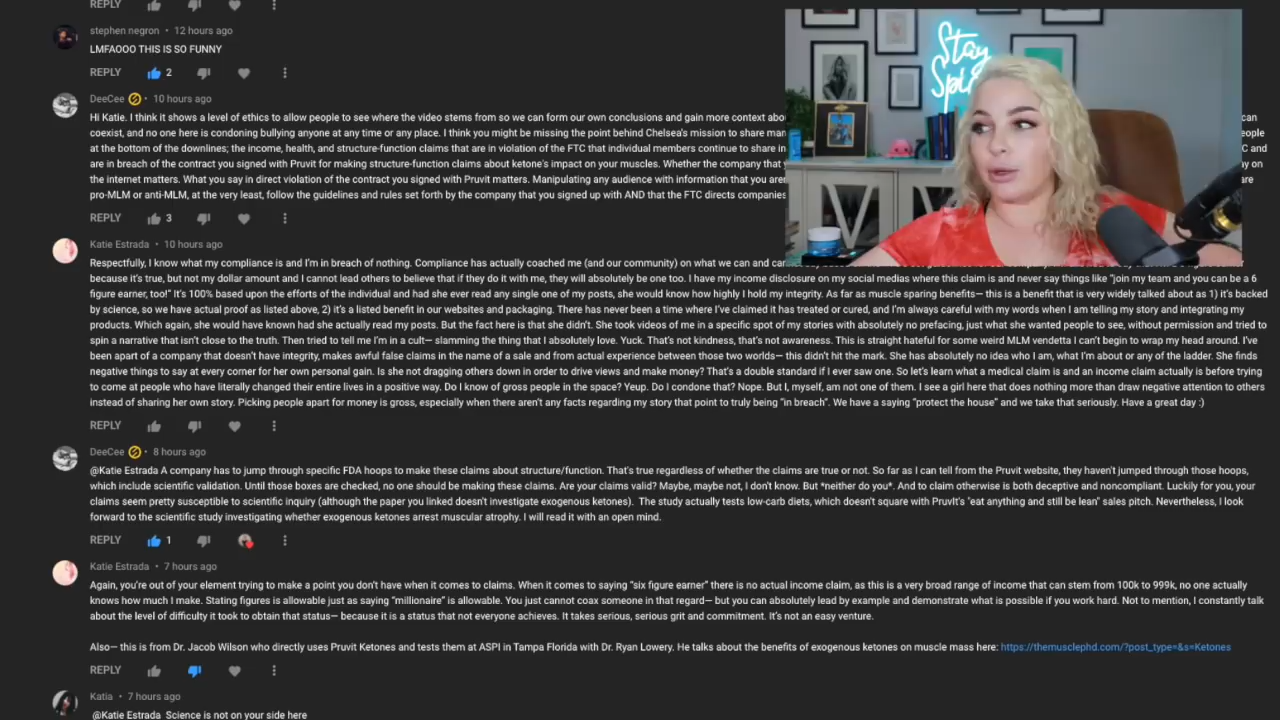 REPLY
stephen negron • 12 hours ago
LMFAOOO THIS IS SO FUNNY
REPLY 2
DeeCee • 10 hours ago
Hi Katie. I think it shows a level of ethics to allow people to see where the video stems from so we can form our own conclusions and gain more context abo can
coexist, and no one here is condoning bullying anyone at any time or any place. I think you might be missing the point behind Chelsea's mission to share man ople
at the bottom of the downlines; the income, health, and structure-function claims that are in violation of the FTC that individual members continue to share in C and
are in breach of the contract you signed with Pruvit for making structure-function claims about ketone's impact on your muscles. Whether the company that y ay on
the internet matters. What you say in direct violation of the contract you signed with Pruvit matters. Manipulating any audience with information that you aren are
pro-MLM or anti-MLM, at the very least, follow the guidelines and rules set forth by the company that you signed up with AND that the FTC directs companies
REPLY 3
Stay
Spi
Katie Estrada • 10 hours ago
Respectfully, I know what my compliance is and I'm in breach of nothing. Compliance has actually coached me (and our community) on what we can and
because it's true, but not my dollar amount and I cannot lead others to believe that if they do it with me, they will absolutely be one too. I have my income disclosure on my social medias where this claim is and never say things like "join my team and you can be a 6
figure earner, too!" It's 100% based upon the efforts of the individual and had she ever read any single one of my posts, she would know how highly I hold my integrity. As far as muscle sparing benefits— this is a benefit that is very widely talked about as 1) it's backed
by science, so we have actual proof as listed above, 2) it's a listed benefit in our websites and packaging. There has never been a time where I've claimed it has treated or cured, and I'm always careful with my words when I am telling my story and integrating my
products. Which again, she would have known had she actually read my posts. But the fact here is that she didn't. She took videos of me in a specific spot of my stories with absolutely no prefacing, just what she wanted people to see, without permission and tried to
spin a narrative that isn't close to the truth. Then tried to tell me I'm in a cult— slamming the thing that I absolutely love. Yuck. That's not kindness, that's not awareness. This is straight hateful for some weird MLM vendetta I can't begin to wrap my head around. I've
been apart of a company that doesn't have integrity, makes awful false claims in the name of a sale and from actual experience between those two worlds— this didn't hit the mark. She has absolutely no idea who I am, what I'm about or any of the ladder. She finds
negative things to say at every corner for her own personal gain. Is she not dragging others down in order to drive views and make money? That's a double standard if I ever saw one. So let's learn what a medical claim is and an income claim actually is before trying
to come at people who have literally changed their entire lives in a positive way. Do I know of gross people in the space? Yeup. Do I condone that? Nope. But I, myself, am not one of them. I see a girl here that does nothing more than draw negative attention to others
instead of sharing her own story. Picking people apart for money is gross, especially when there aren't any facts regarding my story that point to truly being "in breach". We have a saying "protect the house" and we take that seriously. Have a great day :)
REPLY
DeeCee • 8 hours ago
@Katie Estrada A company has to jump through specific FDA hoops to make these claims about structure/function. That's true regardless of whether the claims are true or not. So far as I can tell from the Pruvit website, they haven't jumped through those hoops,
which include scientific validation. Until those boxes are checked, no one should be making these claims. Are your claims valid? Maybe, maybe not, I don't know. But *neither do you*. And to claim otherwise is both deceptive and noncompliant. Luckily for you, your
claims seem pretty susceptible to scientific inquiry (although the paper you linked doesn't investigate exogenous ketones). The study actually tests low-carb diets, which doesn't square with PruvIt's "eat anything and still be lean" sales pitch. Nevertheless, I look
forward to the scientific study investigating whether exogenous ketones arrest muscular atrophy. I will read it with an open mind.
REPLY 1
Katie Estrada • 7 hours ago
Again, you're out of your element trying to make a point you don't have when it comes to claims. When it comes to saying "six figure earner" there is no actual income claim, as this is a very broad range of income that can stem from 100k to 999k, no one actually
knows how much I make. Stating figures is allowable just as saying "millionaire" is allowable. You just cannot coax someone in that regard— but you can absolutely lead by example and demonstrate what is possible if you work hard. Not to mention, I constantly talk
about the level of difficulty it took to obtain that status— because it is a status that not everyone achieves. It takes serious, serious grit and commitment. It's not an easy venture.
Also— this is from Dr. Jacob Wilson who directly uses Pruvit Ketones and tests them at ASPI in Tampa Florida with Dr. Ryan Lowery. He talks about the benefits of exogenous ketones on muscle mass here: https://themusclephd.com/?post_type=&s=Ketones
REPLY
Katia • 7 hours ago
@Katie Estrada Science is not on your side here